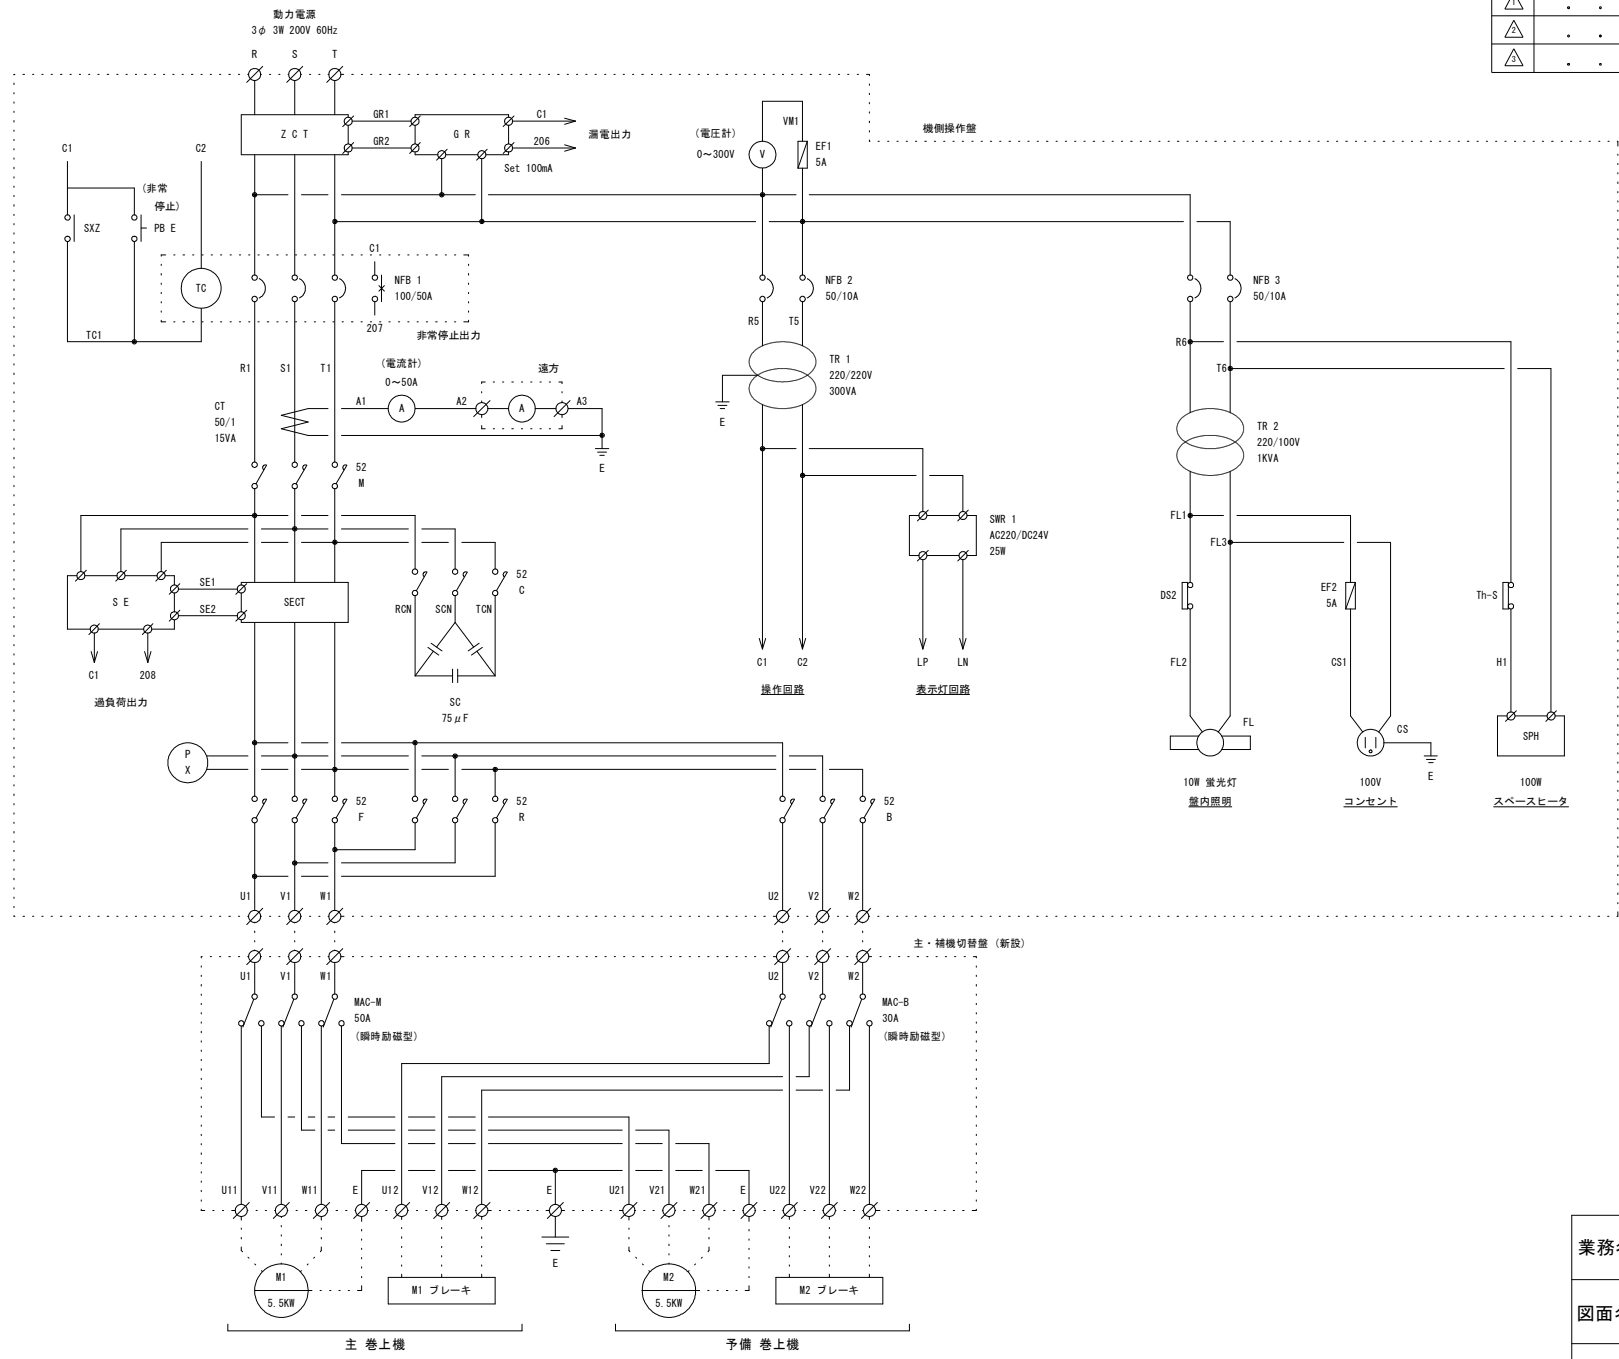 動力電源
3φ 3W 200V 60Hz
R S T
1 . .
2 . .
3 . .
機側操作盤
C1
C2
(非常
停止)
SXZ
PB E
TC1
TC
ZCT
GR1
GR2
GR
C1
206
漏電出力
Set 100mA
C1
NFB 1
100/50A
207
非常停止出力
(電圧計)
0～300V
V
VM1
EF1
5A
NFB 2
50/10A
R5 T5
TR 1
220/220V
300VA
E
NFB 3
50/10A
R6
T6
TR 2
220/100V
1KVA
R1 S1 T1
(電流計)
0～50A
A1
A
A2
遠方
A
A3
E
CT
50/1
15VA
52
M
SE
SE1
SE2
SECT
C1 208
過負荷出力
52
C
RCN SCN TCN
SC
75μF
SWR 1
AC220/DC24V
25W
C1 C2
操作回路
LP LN
表示灯回路
FL1
FL3
DS2
FL2
FL
10W 蛍光灯
盤内照明
EF2
5A
CS1
CS
E
100V
コンセント
Th-S
H1
SPH
100W
スペースヒータ
P
X
52
F
52
R
52
B
U1 V1 W1
U2 V2 W2
主・補機切替盤 (新設)
U1 V1 W1
U2 V2 W2
MAC-M
50A
(瞬時励磁型)
MAC-B
30A
(瞬時励磁型)
U11 V11 W11 E U12 V12 W12 E U21 V21 W21 E U22 V22 W22
E
M1
5.5KW
M1 ブレーキ
M2
5.5KW
M2 ブレーキ
主 巻上機
予備 巻上機
業務
図面